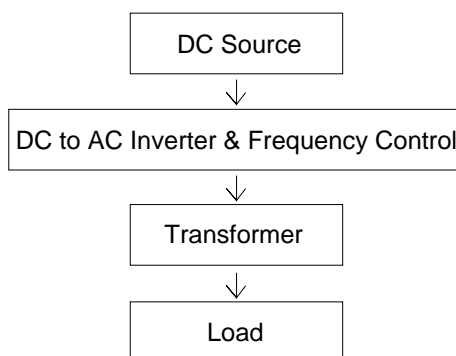 DC Source
DC to AC Inverter & Frequency Control
Transformer
Load